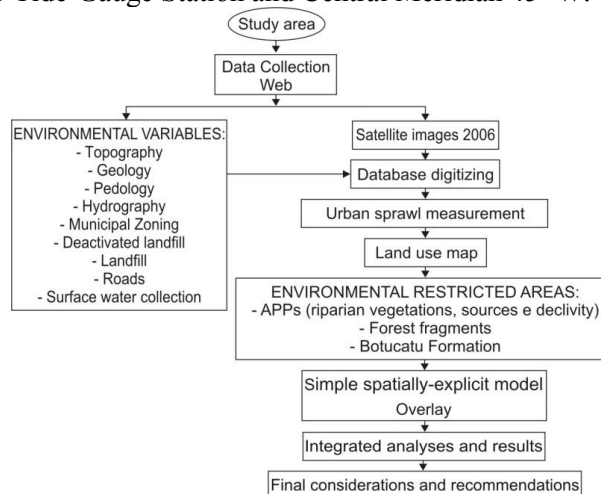 Tide Gauge Station and Central Meridian 45° W.
Study area
Data Collection
Web
ENVIRONMENTAL VARIABLES:
- Topography
- Geology
- Pedology
- Hydrography
- Municipal Zoning
- Deactivated landfill
- Landfill
- Roads
- Surface water collection
Satellite images 2006
Database digitizing
Urban sprawl measurement
Land use map
ENVIRONMENTAL RESTRICTED AREAS:
- APPs (riparian vegetations, sources e declivity)
- Forest fragments
- Botucatu Formation
Simple spatially-explicit model
Overlay
Integrated analyses and results
Final considerations and recommendations